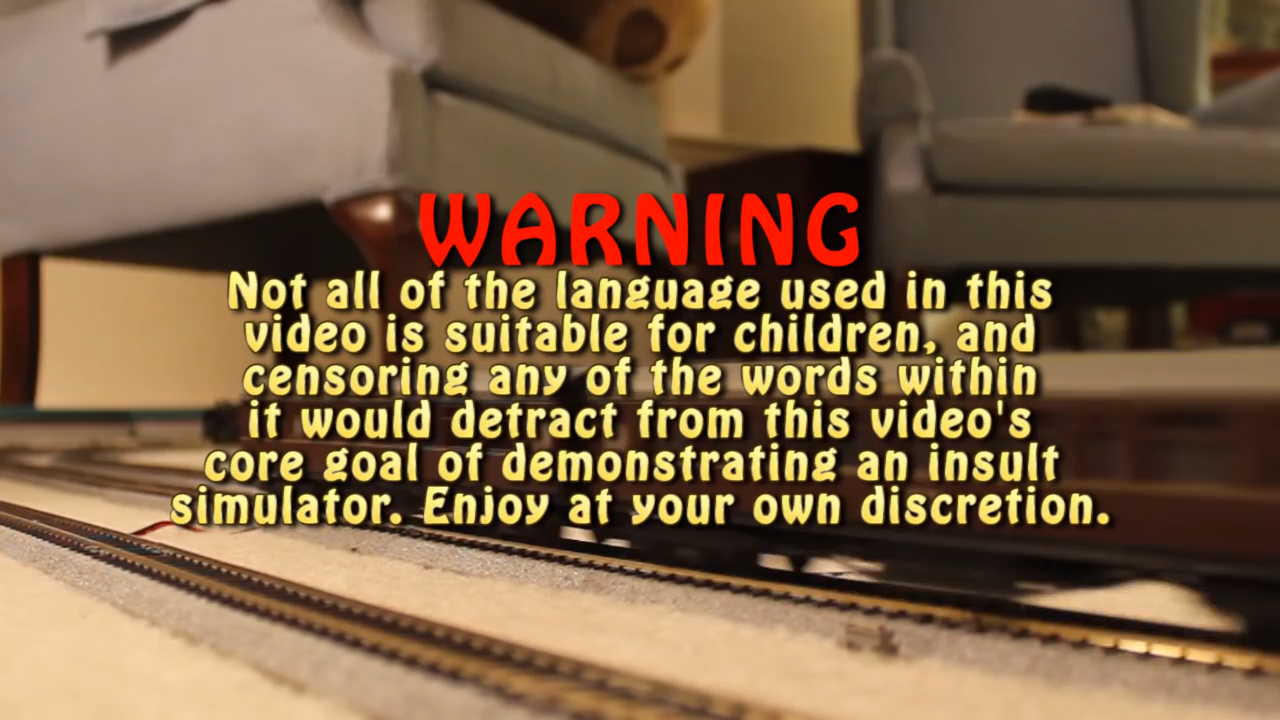 WARNING
Not all of the language used in this
video is suitable for children, and
censoring any of the words within
it would detract from this video's
core goal of demonstrating an insult
simulator. Enjoy at your own discretion.